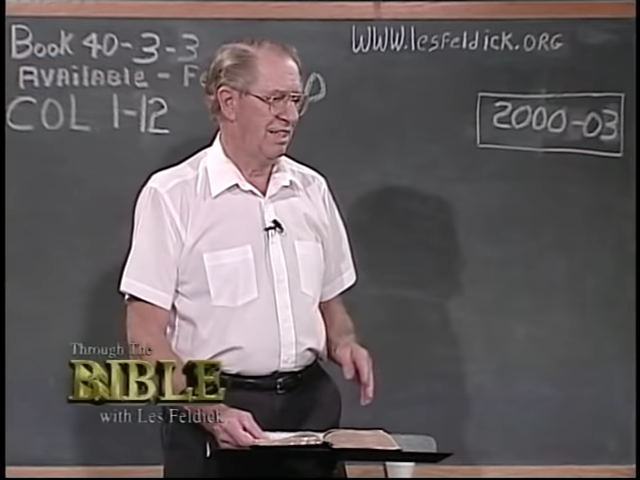 Book 40-3-3
WWW.lesfeldick.ORG
Available - F
COL 1-12
2000-03
Through The
BIBLE
with Les Feldick